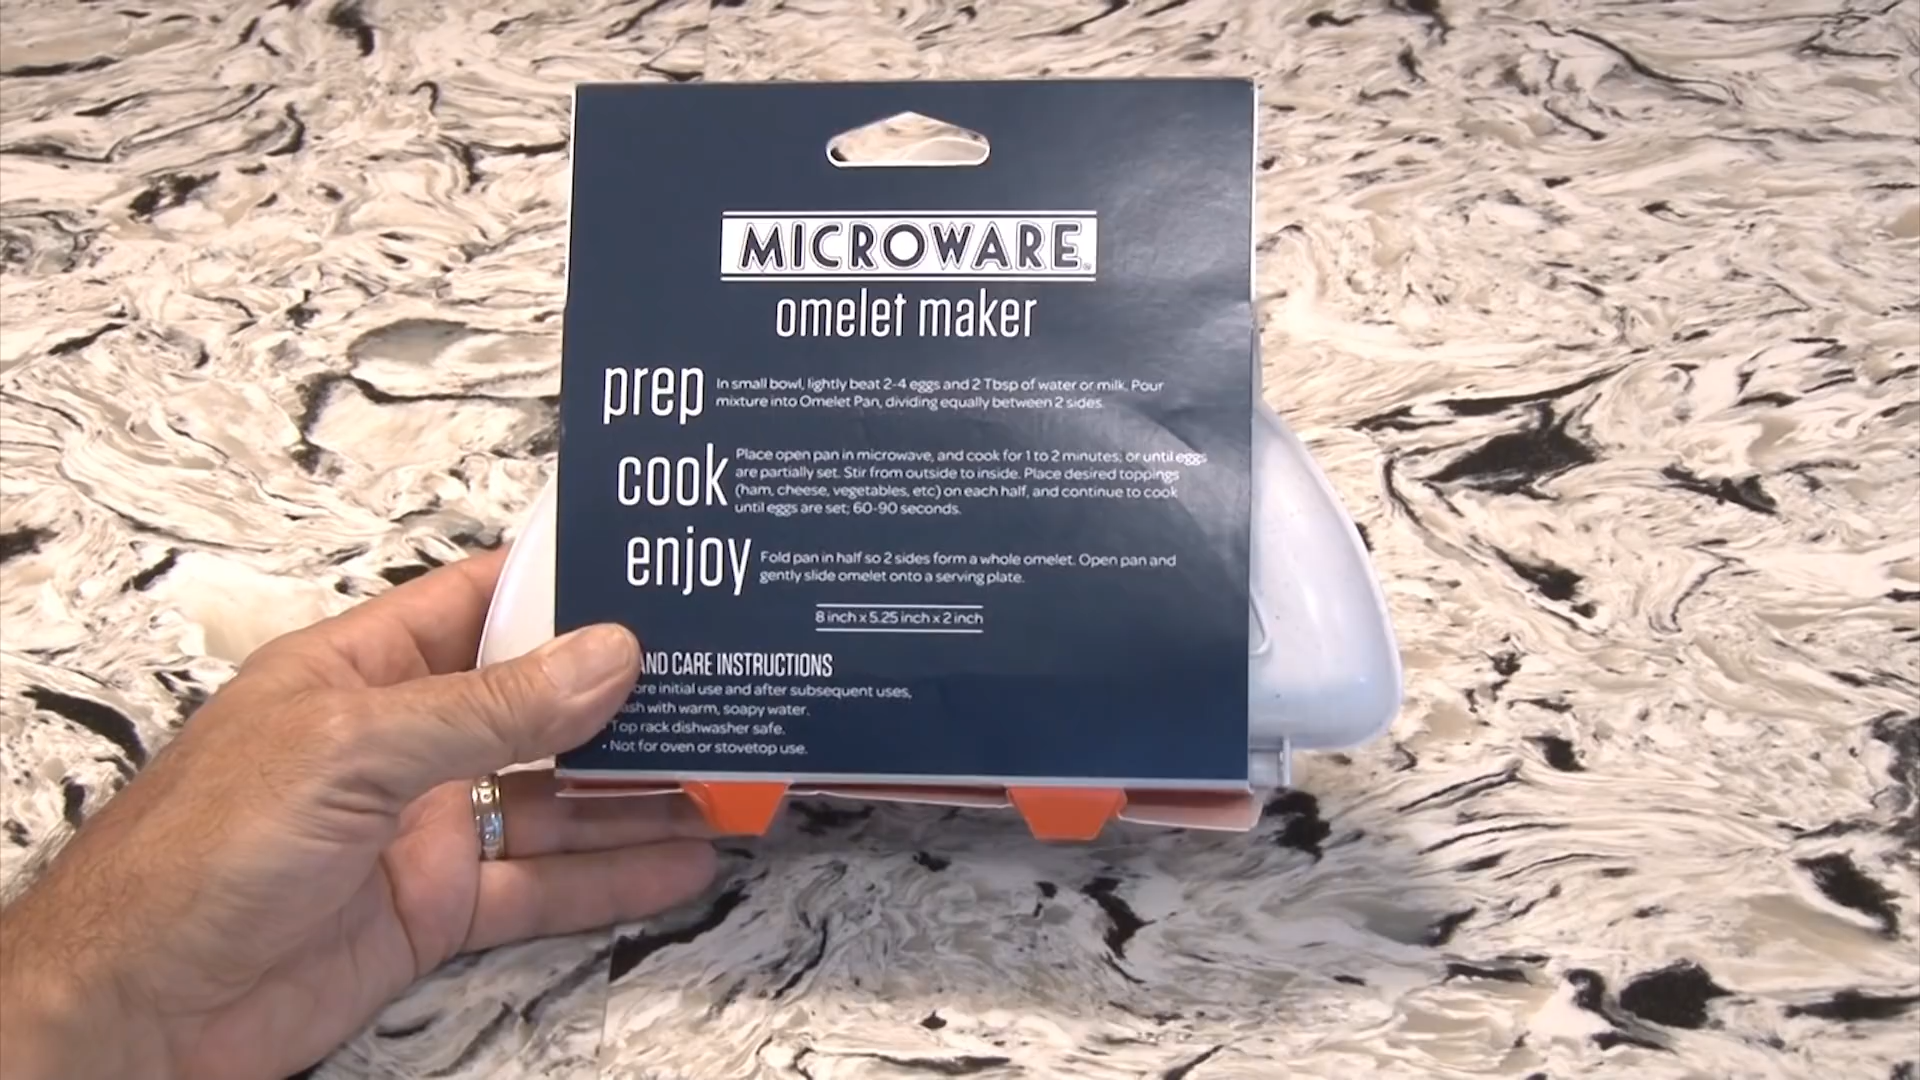 MICROWARE
omelet maker
prep
In small bowl, lightly beat 2-4 eggs and 2 Tbsp of water or milk. Pour
mixture into Omelet Pan, dividing equally between 2 sides.
cook
Place open pan in microwave, and cook for 1 to 2 minutes; or until eggs
are partially set. Stir from outside to inside. Place desired toppings
(ham, cheese, vegetables, etc) on each half, and continue to cook
until eggs are set; 60-90 seconds.
enjoy
Fold pan in half so 2 sides form a whole omelet. Open pan and
gently slide omelet onto a serving plate.
8 inch x 5.25 inch x 2 inch
AND CARE INSTRUCTIONS
initial use and after subsequent uses,
with warm, soapy water.
• Top rack dishwasher safe.
• Not for oven or stovetop use.